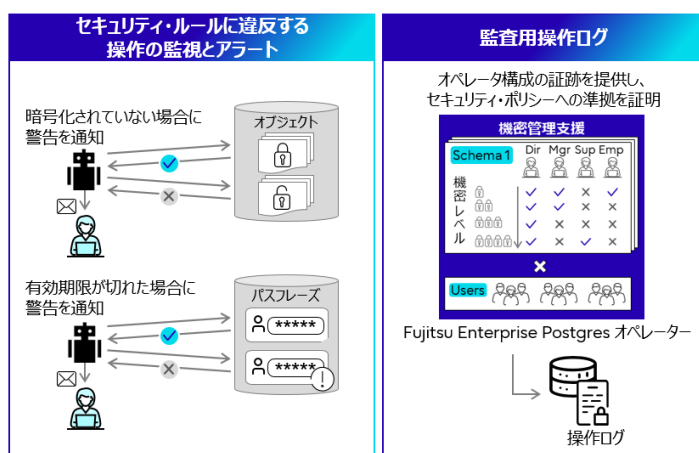 セキュリティ・ルールに違反する
操作の監視とアラート
暗号化されていない場合に
警告を通知
オブジェクト
有効期限が切れた場合に
警告を通知
パスフレーズ
*****
*****
監査用操作ログ
オペレータ構成の証跡を提供し、
セキュリティ・ポリシーへの準拠を証明
機密管理支援
Schema1
Dir Mgr Sup Emp
機密レベル
Users
Fujitsu Enterprise Postgres オペレーター
操作ログ